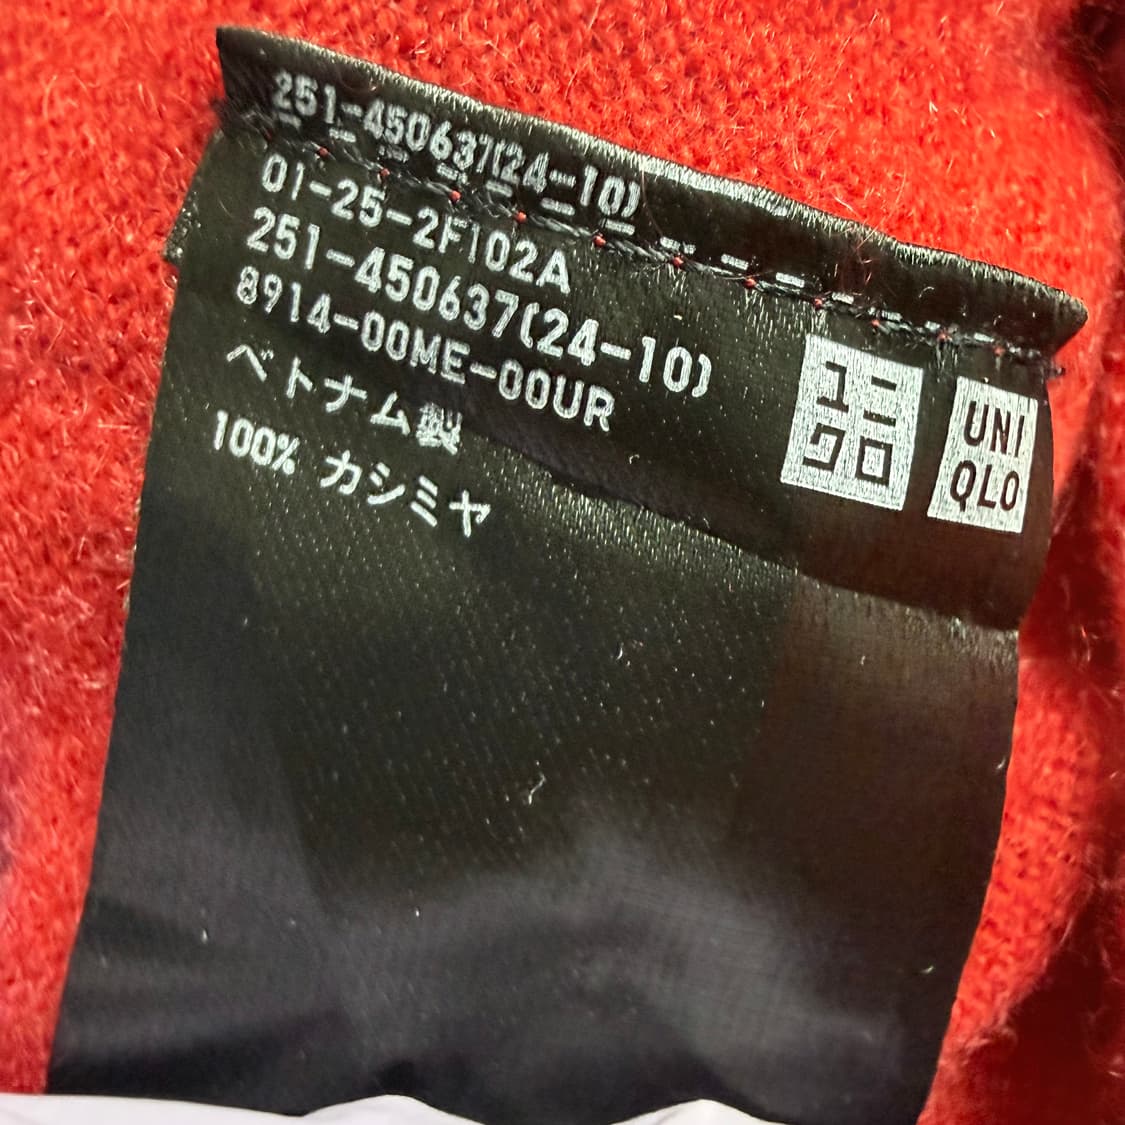 251-450637(24-10)
01-25-2F102A
251-450637(24-10)
8914-00ME-00UR
ベトナム製
100% カシミヤ
ユニ
クロ
UNI
QLO